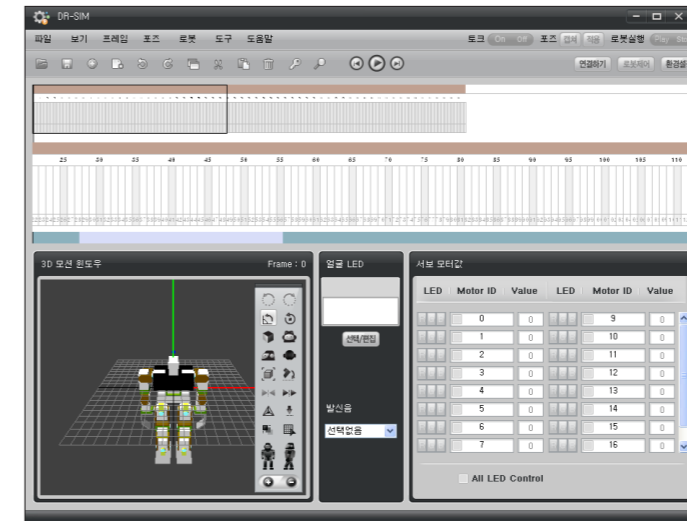 DR-SIM
파일 보기 프레임 포즈 로봇 도구 도움말 토크 On Off 포즈 전체 적용 로봇실행 Play
연결하기 로봇제어 환경설
25 30 35 40 45 50 55 60 65 70 75 80 85 90 95 100 105 110
3D 모션 윈도우 Frame : 0
얼굴 LED
선택/편집
발신음
선택없음
서보 모터값
LED Motor ID Value LED Motor ID Value
0 0 9 0
1 0 10 0
2 0 11 0
3 0 12 0
4 0 13 0
5 0 14 0
6 0 15 0
7 0 16 0
All LED Control